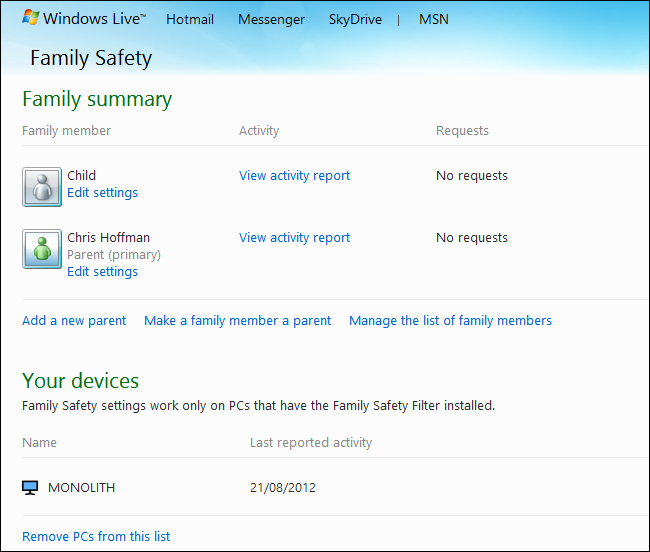 Windows Live™ Hotmail Messenger SkyDrive | MSN
Family Safety
Family summary
Family member Activity Requests
Child View activity report No requests
Edit settings
Chris Hoffman View activity report No requests
Parent (primary)
Edit settings
Add a new parent Make a family member a parent Manage the list of family members
Your devices
Family Safety settings work only on PCs that have the Family Safety Filter installed.
Name Last reported activity
MONOLITH 21/08/2012
Remove PCs from this list